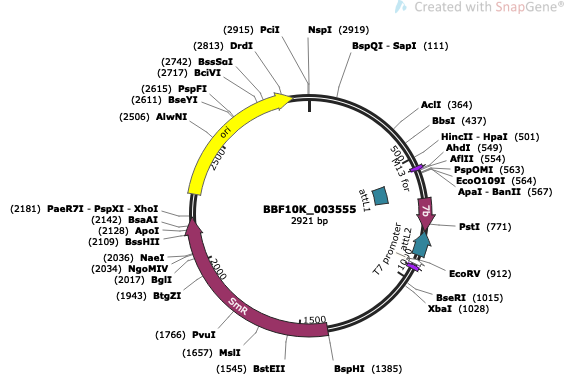 Created with SnapGene®
(2915) PciI
NspI (2919)
(2813) DrdI
BspQI - SapI (111)
(2742) BssSαI
(2717) BciVI
(2615) PspFI
(2611) BseYI
(2506) AlwNI
AclI (364)
BbsI (437)
HincII - HpaI (501)
AhdI (549)
AflII (554)
PspOMI (563)
EcoO109I (564)
ApaI - BanII (567)
ori
2500
500
M13 for
attL1
7b
BBF10K_003555
2921 bp
PstI (771)
attL2
T7 promoter
EcoRV (912)
BseRI (1015)
XbaI (1028)
(2181) PaeR7I - PspXI - XhoI
(2142) BsaAI
(2128) ApoI
(2109) BssHII
(2036) NaeI
(2034) NgoMIV
(2017) BglI
(1943) BtgZI
2000
SmR
1500
(1766) PvuI
(1657) MslI
(1545) BstEII
BspHI (1385)